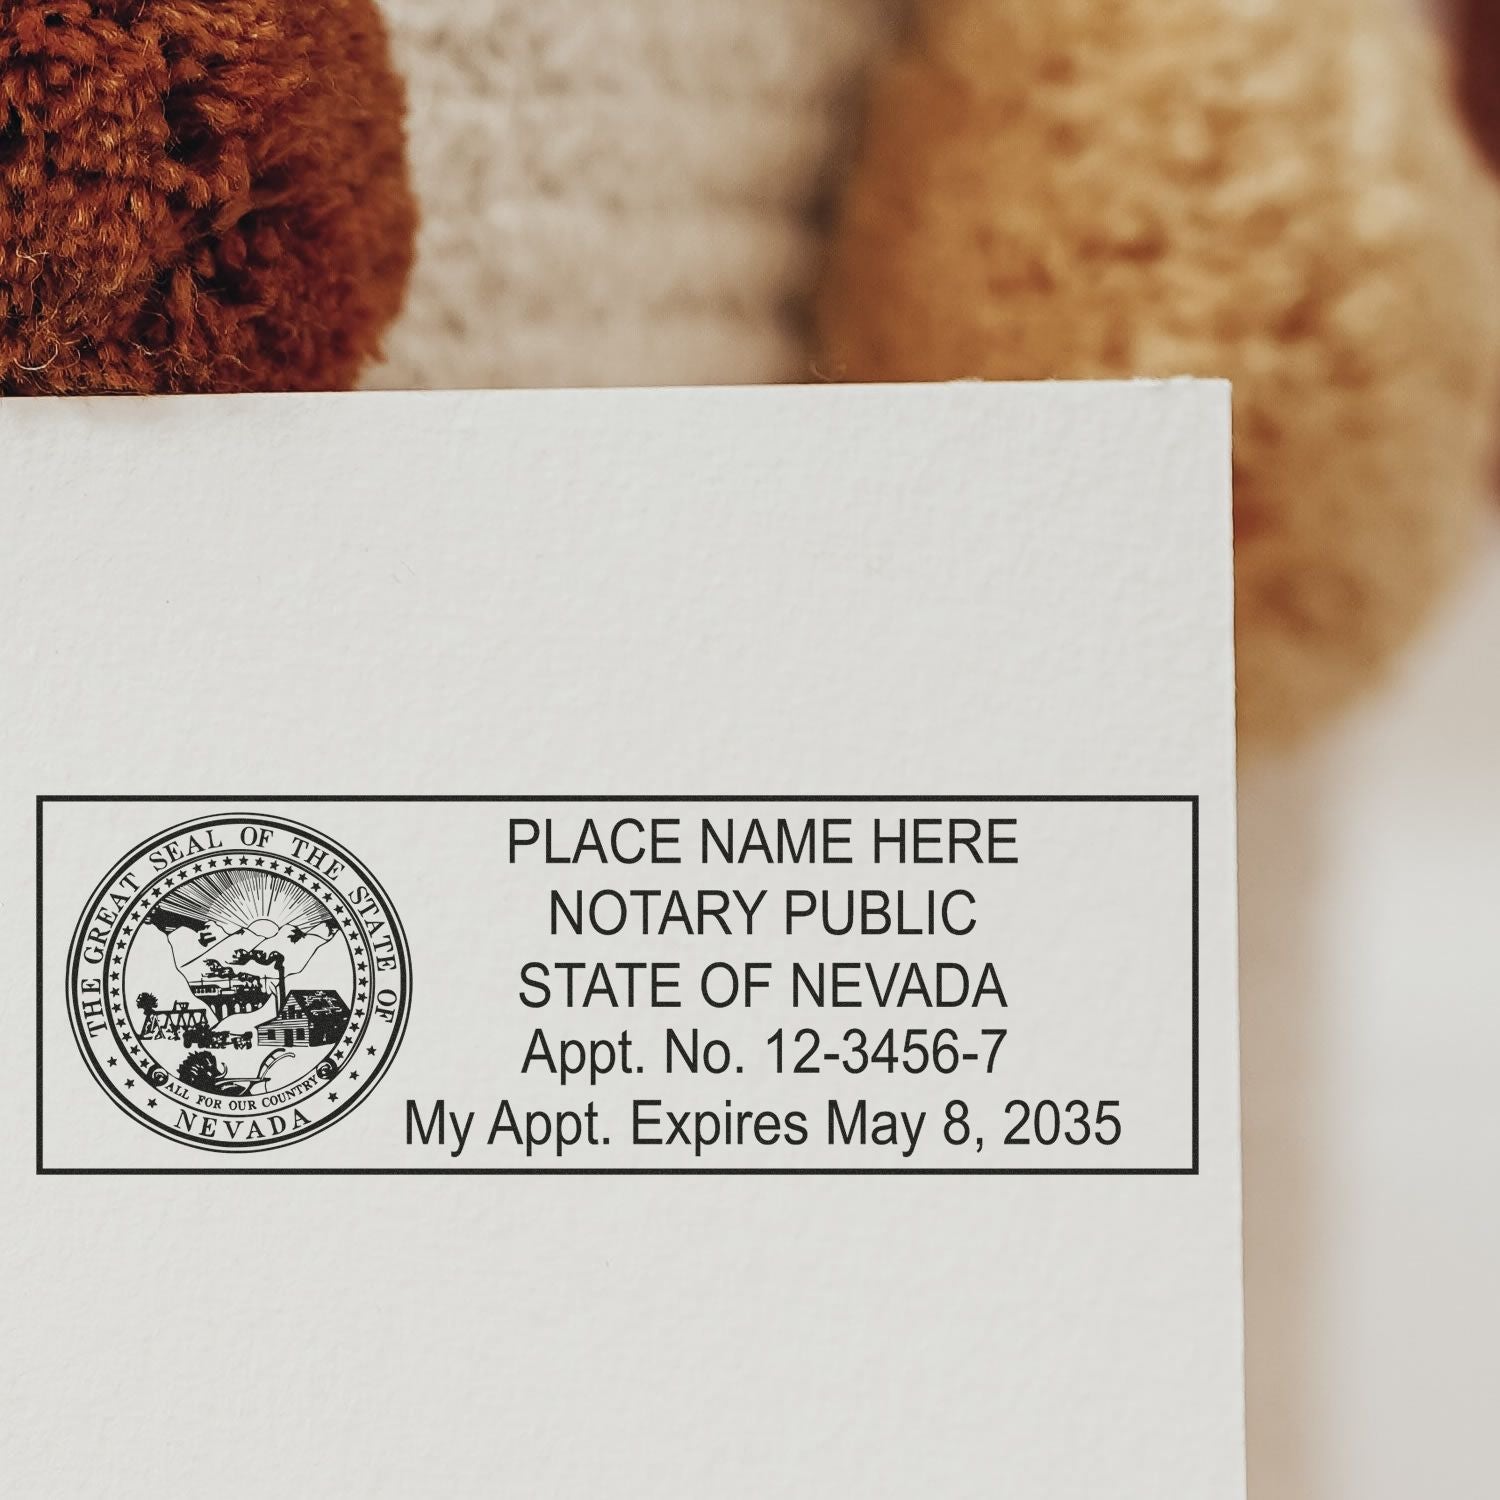 THE GREAT SEAL OF THE STATE OF
ALL FOR OUR COUNTRY
NEVADA
PLACE NAME HERE
NOTARY PUBLIC
STATE OF NEVADA
Appt. No. 12-3456-7
My Appt. Expires May 8, 2035